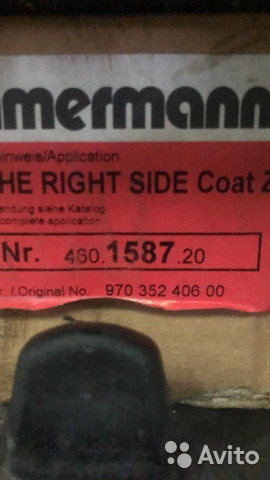 mermann
inweis/Application
HE RIGHT SIDE Coat Z
endung siehe Katalog
complete application
Nr. 460.1587.20
r. / Original No. 970 352 406 00
Avito